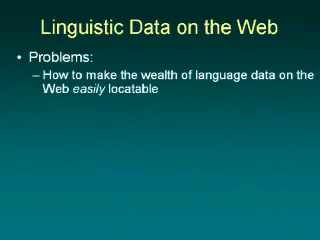 Linguistic Data on the Web
• Problems:
– How to make the wealth of language data on the
Web easily locatable